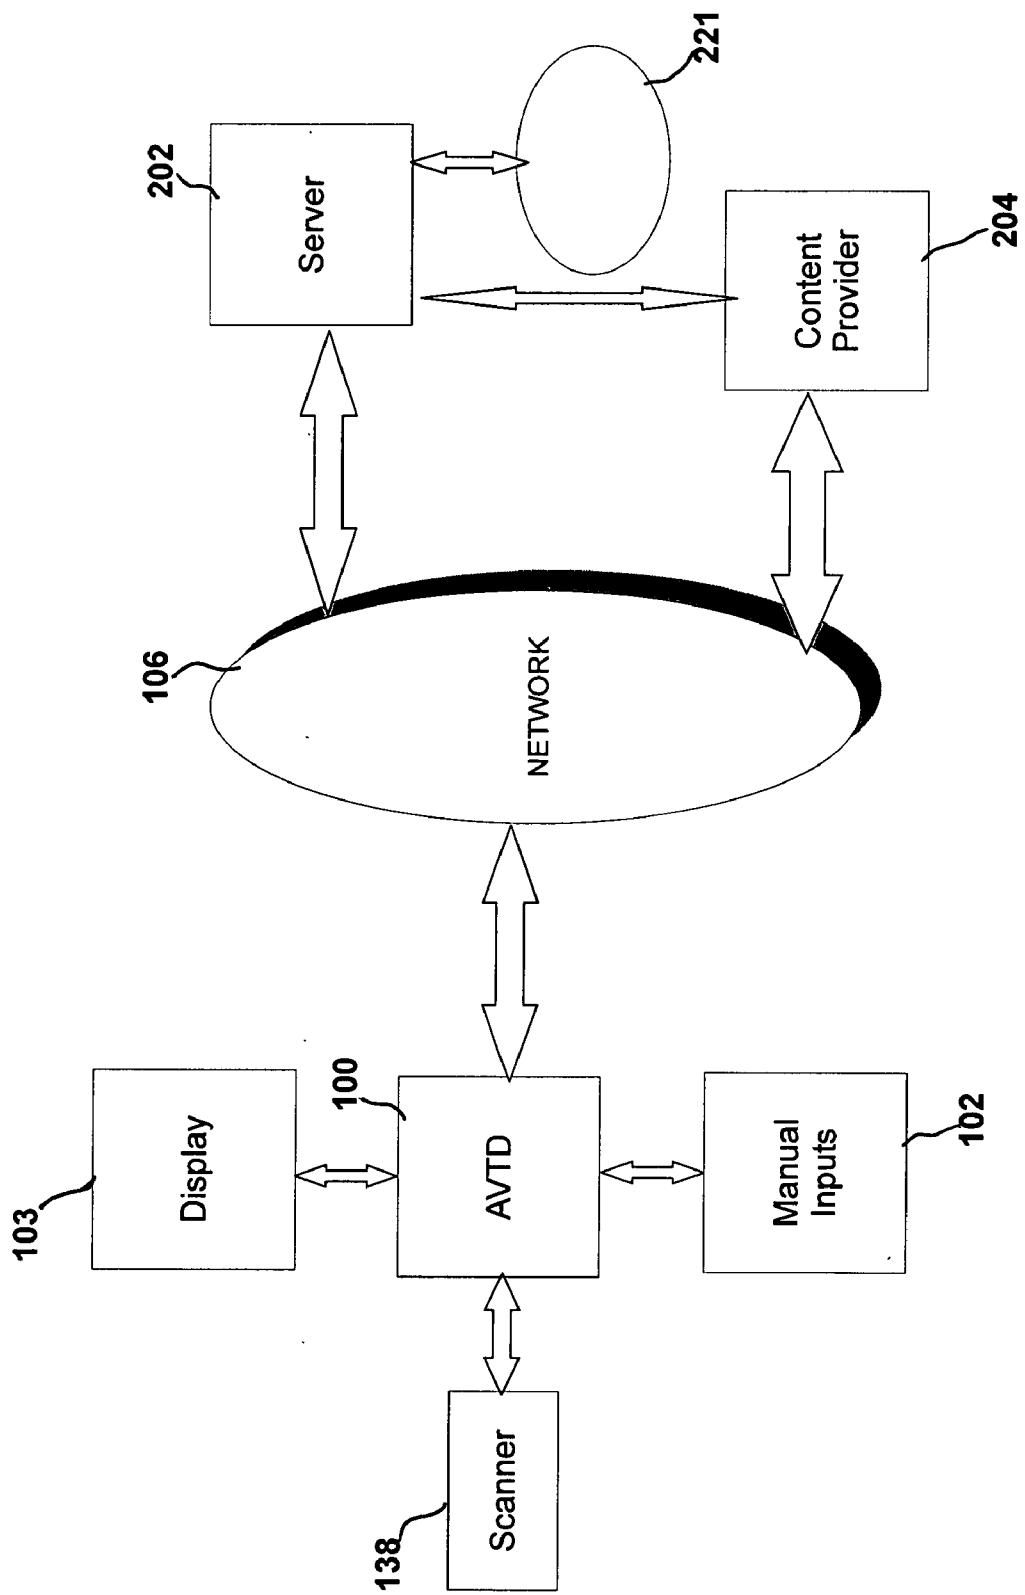 103
Display
138
Scanner
100
AVTD
102
Manual
Inputs
106
NETWORK
202
Server
221
204
Content
Provider